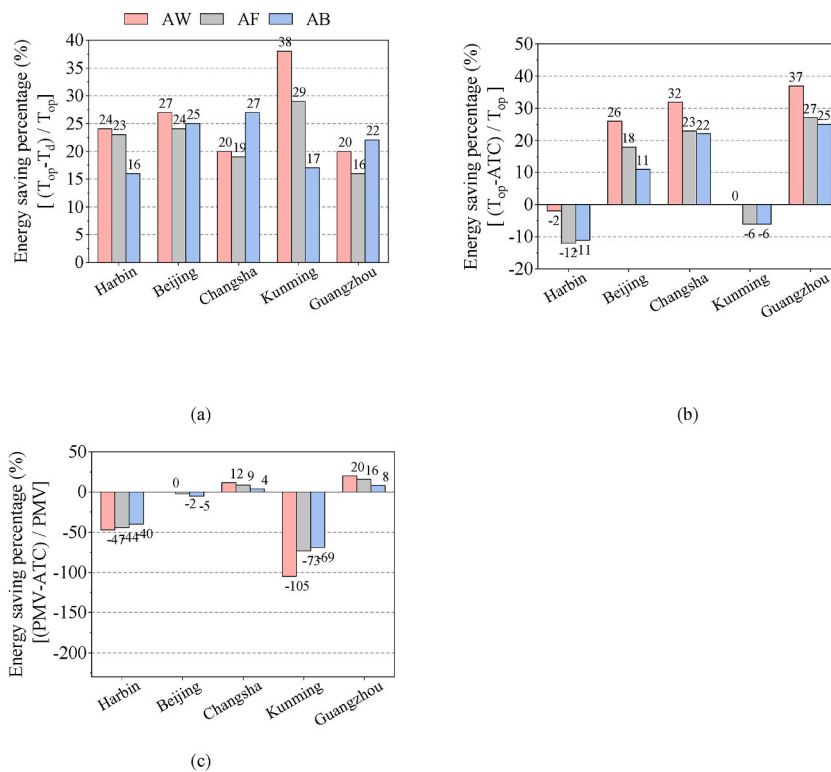 AW AF AB
Energy saving percentage (%)
[ (Top-Td) / Top]
40
35
30
25
20
15
10
5
0
24 23 16
27 24 25
20 19 27
38 29 17
20 16 22
Harbin Beijing Changsha Kunming Guangzhou
(a)
Energy saving percentage (%)
[ (Top-ATC) / Top]
50
40
30
20
10
0
-10
-20
-2 -12 -11
26 18 11
32 23 22
0 -6 -6
37 27 25
Harbin Beijing Changsha Kunming Guangzhou
(b)
Energy saving percentage (%)
[(PMV-ATC) / PMV]
50
0
-50
-100
-150
-200
-47 -44 -40
0 -2 -5
12 9 4
-105 -73 -69
20 16 8
Harbin Beijing Changsha Kunming Guangzhou
(c)